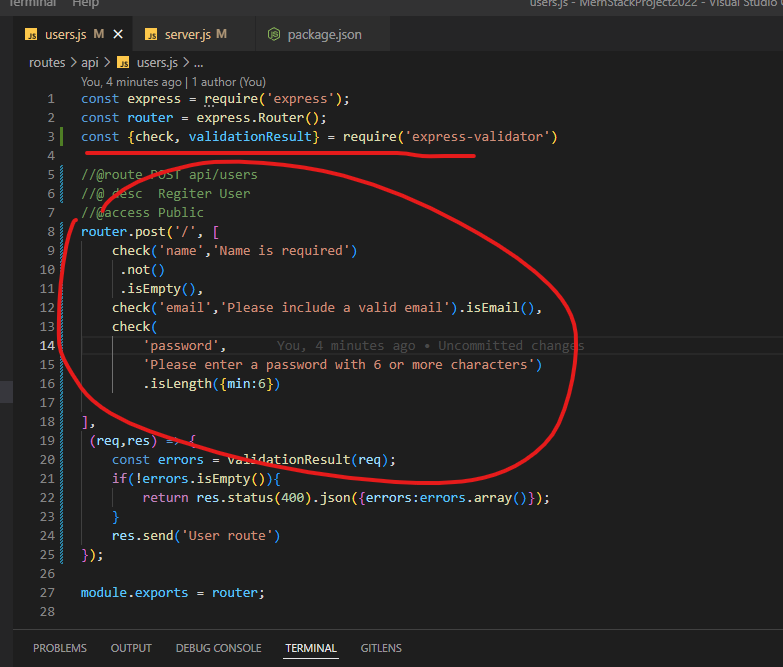 Terminal Help users.js - MemStackProject2022 - Visual Studio
JS users.js M JS server.js M package.json
routes > api > JS users.js > ...
You, 4 minutes ago | 1 author (You)
1 const express = require('express');
2 const router = express.Router();
3 const {check, validationResult} = require('express-validator')
4
5 //@route POST api/users
6 //@ desc  Regiter User
7 //@access Public
8 router.post('/', [
9 check('name','Name is required')
10 .not()
11 .isEmpty(),
12 check('email','Please include a valid email').isEmail(),
13 check(
14 'password', You, 4 minutes ago • Uncommitted changes
15 'Please enter a password with 6 or more characters')
16 .isLength({min:6})
17
18 ],
19 (req,res) => {
20 const errors = validationResult(req);
21 if(!errors.isEmpty()){
22 return res.status(400).json({errors:errors.array()});
23 }
24 res.send('User route')
25 });
26
27 module.exports = router;
28
PROBLEMS OUTPUT DEBUG CONSOLE TERMINAL GITLENS